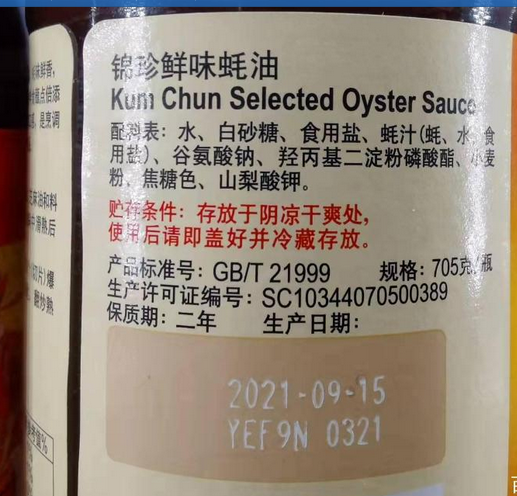 锦珍鲜味蚝油
Kum Chun Selected Oyster Sauce
配料表：水、白砂糖、食用盐、蚝汁(蚝、水、食
用盐)、谷氨酸钠、羟丙基二淀粉磷酸酯、小麦
粉、焦糖色、山梨酸钾。
贮存条件：存放于阴凉干爽处，
使用后请即盖好并冷藏存放。
产品标准号：GB/T 21999 规格：705克/瓶
生产许可证编号：SC10344070500389
保质期：二年 生产日期：
2021-09-15
YEF9N 0321